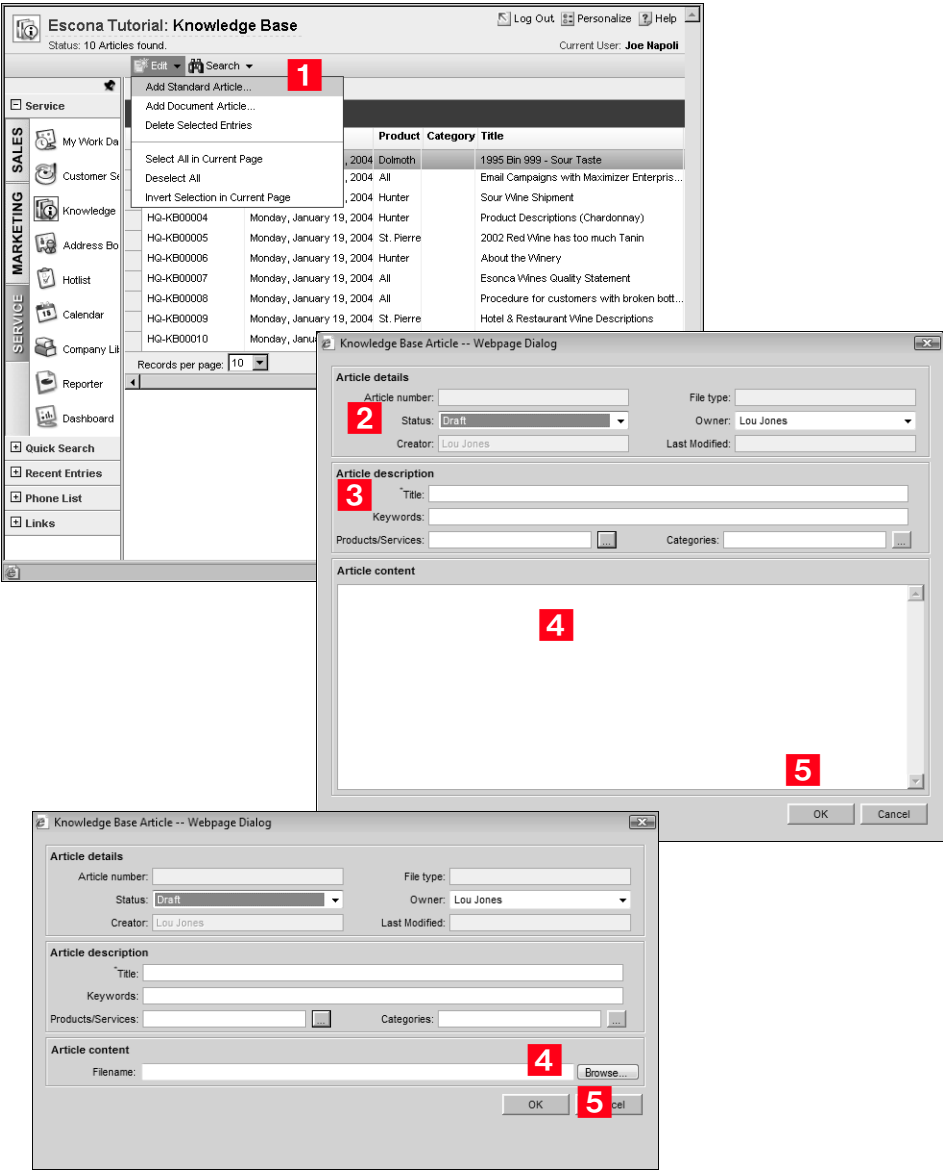 Escona Tutorial: Knowledge Base
Status: 10 Articles found.
Log Out Personalize Help
Current User: Joe Napoli
Edit Search
1
Add Standard Article...
Add Document Article...
Delete Selected Entries
Select All in Current Page
Deselect All
Invert Selection in Current Page
Service
SALES
MARKETING
SERVICE
My Work Da
Customer Se
Knowledge
Address Bo
Hotlist
Calendar
Company Lib
Reporter
Dashboard
Quick Search
Recent Entries
Phone List
Links
Product Category Title
, 2004 Dolmoth 1995 Bin 999 - Sour Taste
, 2004 All Email Campaigns with Maximizer Enterpris...
, 2004 Hunter Sour Wine Shipment
HQ-KB00004 Monday, January 19, 2004 Hunter Product Descriptions (Chardonnay)
HQ-KB00005 Monday, January 19, 2004 St. Pierre 2002 Red Wine has too much Tanin
HQ-KB00006 Monday, January 19, 2004 Hunter About the Winery
HQ-KB00007 Monday, January 19, 2004 All Esonca Wines Quality Statement
HQ-KB00008 Monday, January 19, 2004 All Procedure for customers with broken bott...
HQ-KB00009 Monday, January 19, 2004 St. Pierre Hotel & Restaurant Wine Descriptions
HQ-KB00010 Monday, Janua
Records per page: 10
Knowledge Base Article -- Webpage Dialog
Article details
Article number: File type:
2
Status: Draft Owner: Lou Jones
Creator: Lou Jones Last Modified:
Article description
3
*Title:
Keywords:
Products/Services: ... Categories: ...
Article content
4
5
OK Cancel
Knowledge Base Article -- Webpage Dialog
Article details
Article number: File type:
Status: Draft Owner: Lou Jones
Creator: Lou Jones Last Modified:
Article description
*Title:
Keywords:
Products/Services: ... Categories: ...
Article content
4
Filename: Browse...
OK 5 cel